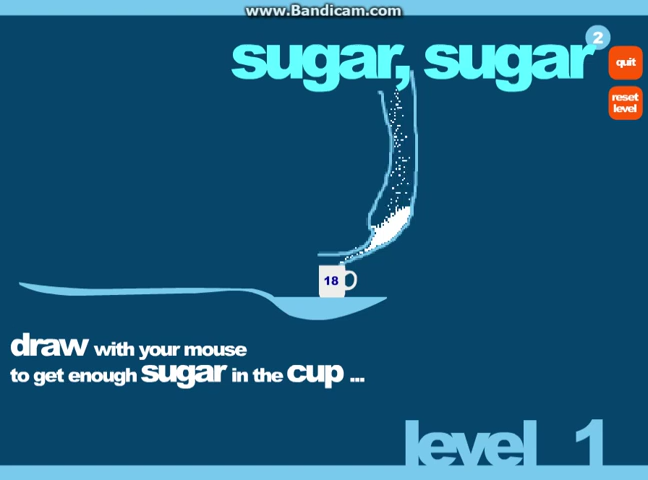 www.Bandicam.com
sugar, sugar 2
quit
reset
level
18
draw with your mouse
to get enough sugar in the cup ...
level 1